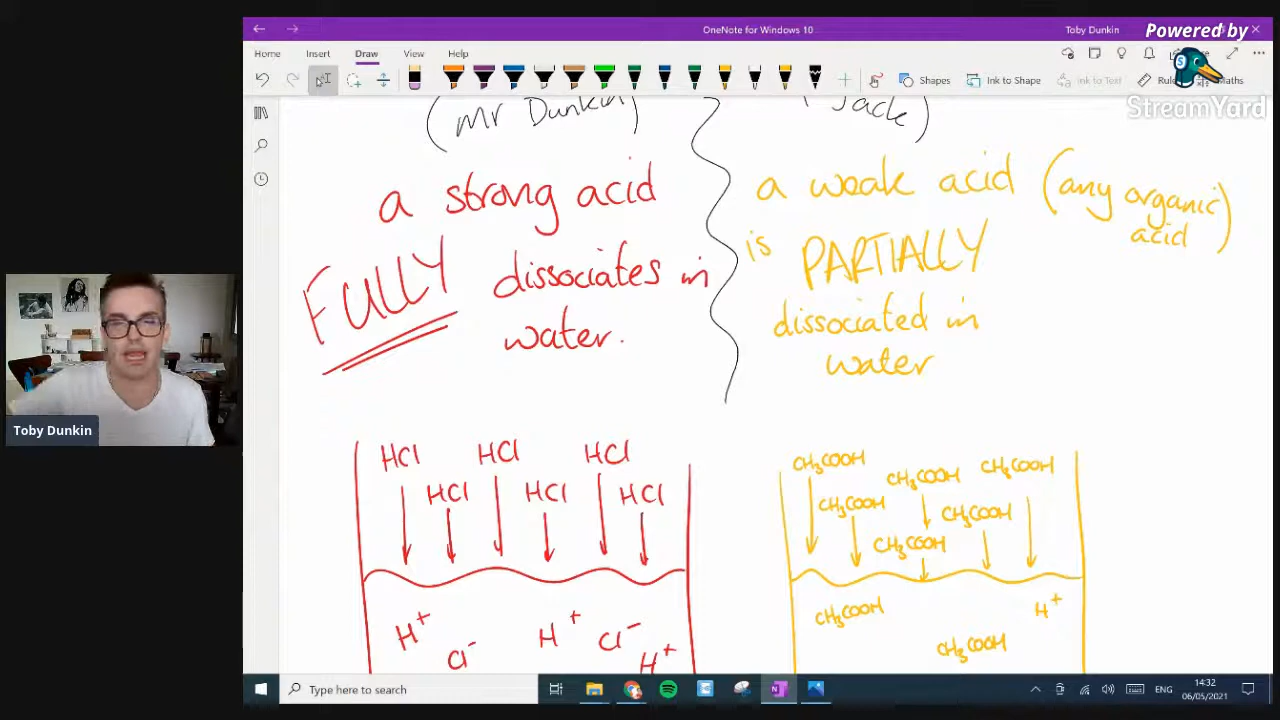 OneNote for Windows 10
Toby Dunkin
Powered by
StreamYard
Home Insert Draw View Help
Shapes Ink to Shape Ink to Text Maths
(Mr Dunkin)
Jack)
a strong acid
FULLY dissociates in
water.
a weak acid (any organic
acid)
is PARTIALLY
dissociated in
water
Toby Dunkin
HCl HCl HCl
HCl HCl HCl
H+ Cl- H+ Cl- H+
CH3COOH CH3COOH CH3COOH
CH3COOH CH3COOH
CH3COOH
CH3COOH H+
CH3COOH
Type here to search
ENG
14:32
06/05/2021